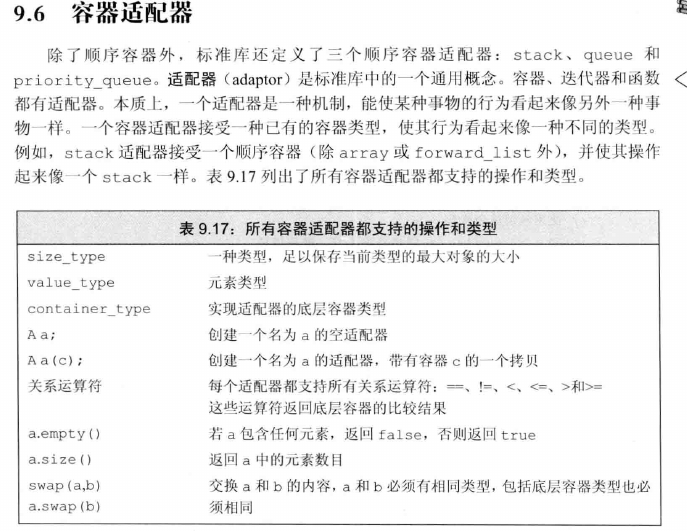 9.6 容器适配器
除了顺序容器外，标准库还定义了三个顺序容器适配器：stack、queue 和
priority_queue。适配器（adaptor）是标准库中的一个通用概念。容器、迭代器和函数
都有适配器。本质上，一个适配器是一种机制，能使某种事物的行为看起来像另外一种事
物一样。一个容器适配器接受一种已有的容器类型，使其行为看起来像一种不同的类型。
例如，stack 适配器接受一个顺序容器（除 array 或 forward_list 外），并使其操作
起来像一个 stack 一样。表 9.17 列出了所有容器适配器都支持的操作和类型。
表 9.17：所有容器适配器都支持的操作和类型
size_type 一种类型，足以保存当前类型的最大对象的大小
value_type 元素类型
container_type 实现适配器的底层容器类型
A a; 创建一个名为 a 的空适配器
A a(c); 创建一个名为 a 的适配器，带有容器 c 的一个拷贝
关系运算符 每个适配器都支持所有关系运算符：==、!=、<、<=、>和>=
这些运算符返回底层容器的比较结果
a.empty() 若 a 包含任何元素，返回 false，否则返回 true
a.size() 返回 a 中的元素数目
swap(a,b) 交换 a 和 b 的内容，a 和 b 必须有相同类型，包括底层容器类型也必
a.swap(b) 须相同